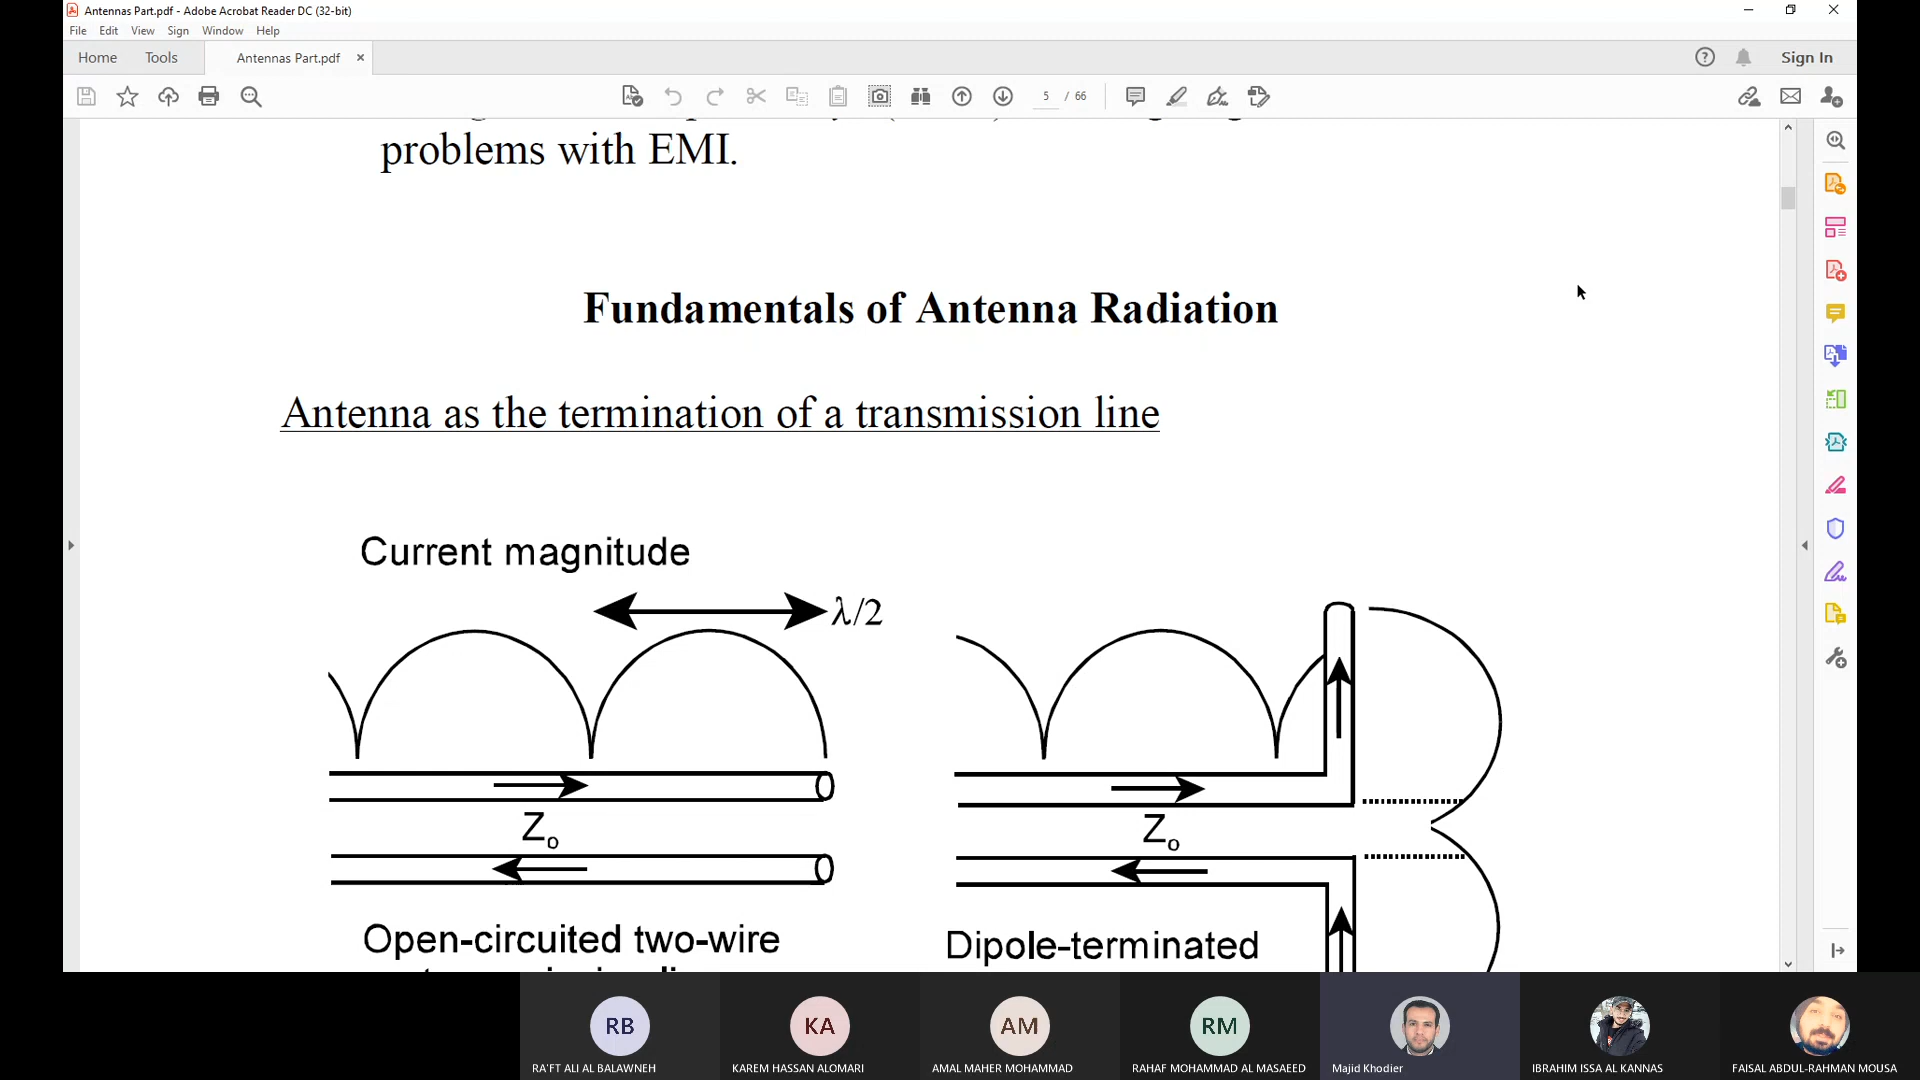 Antennas Part.pdf - Adobe Acrobat Reader DC (32-bit)
File Edit View Sign Window Help
Home Tools Antennas Part.pdf × Sign In
5 / 66
problems with EMI.
Fundamentals of Antenna Radiation
Antenna as the termination of a transmission line
Current magnitude
λ/2
Zo Zo
Open-circuited two-wire Dipole-terminated
RB KA AM RM
RA'FT ALI AL BALAWNEH KAREM HASSAN ALOMARI AMAL MAHER MOHAMMAD RAHAF MOHAMMAD AL MASAEED Majid Khodier IBRAHIM ISSA AL KANNAS FAISAL ABDUL-RAHMAN MOUSA